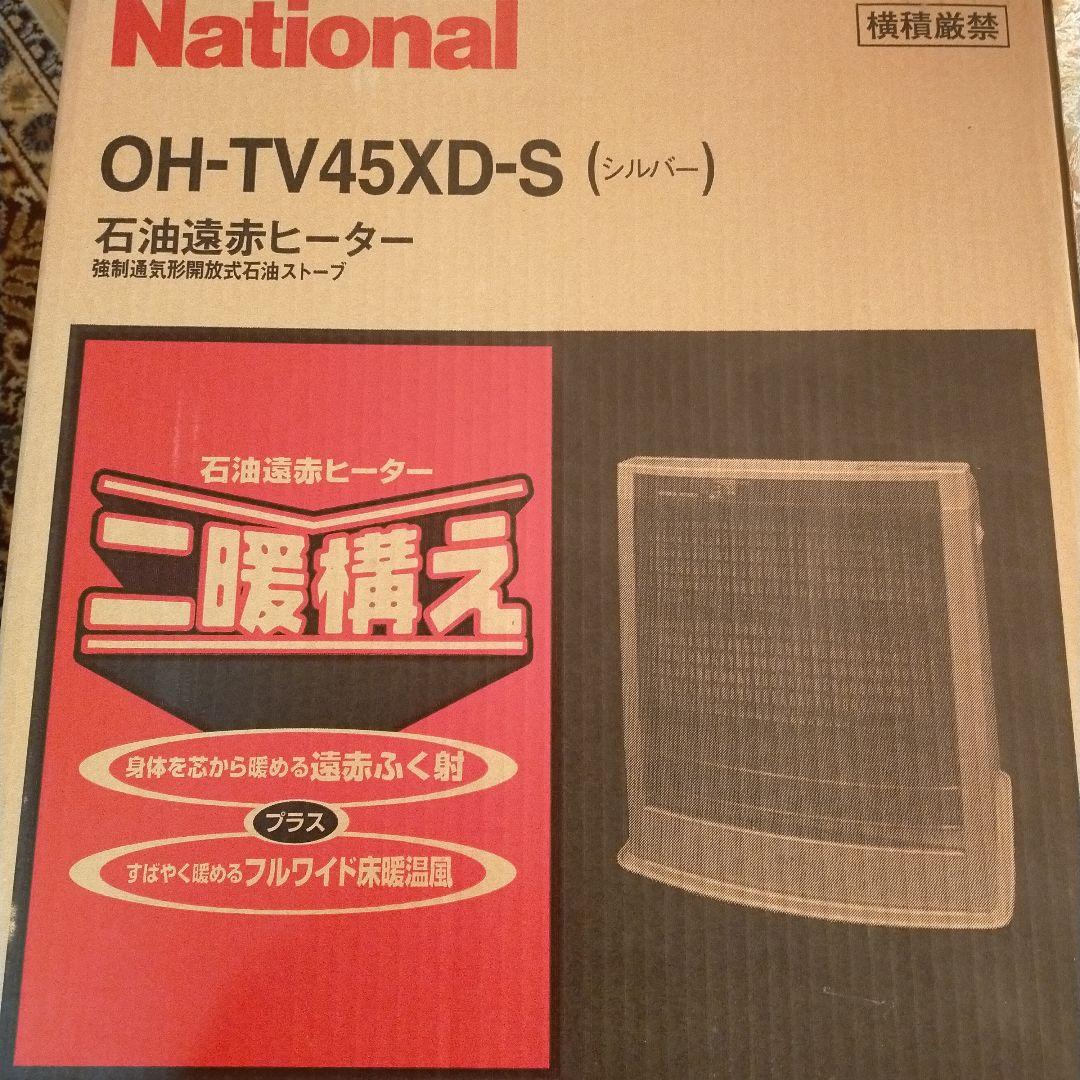 National
横積厳禁
OH-TV45XD-S (シルバー)
石油遠赤ヒーター
強制通気形開放式石油ストーブ
石油遠赤ヒーター
二暖構え
身体を芯から暖める遠赤ふく射
プラス
すばやく暖めるフルワイド床暖温風